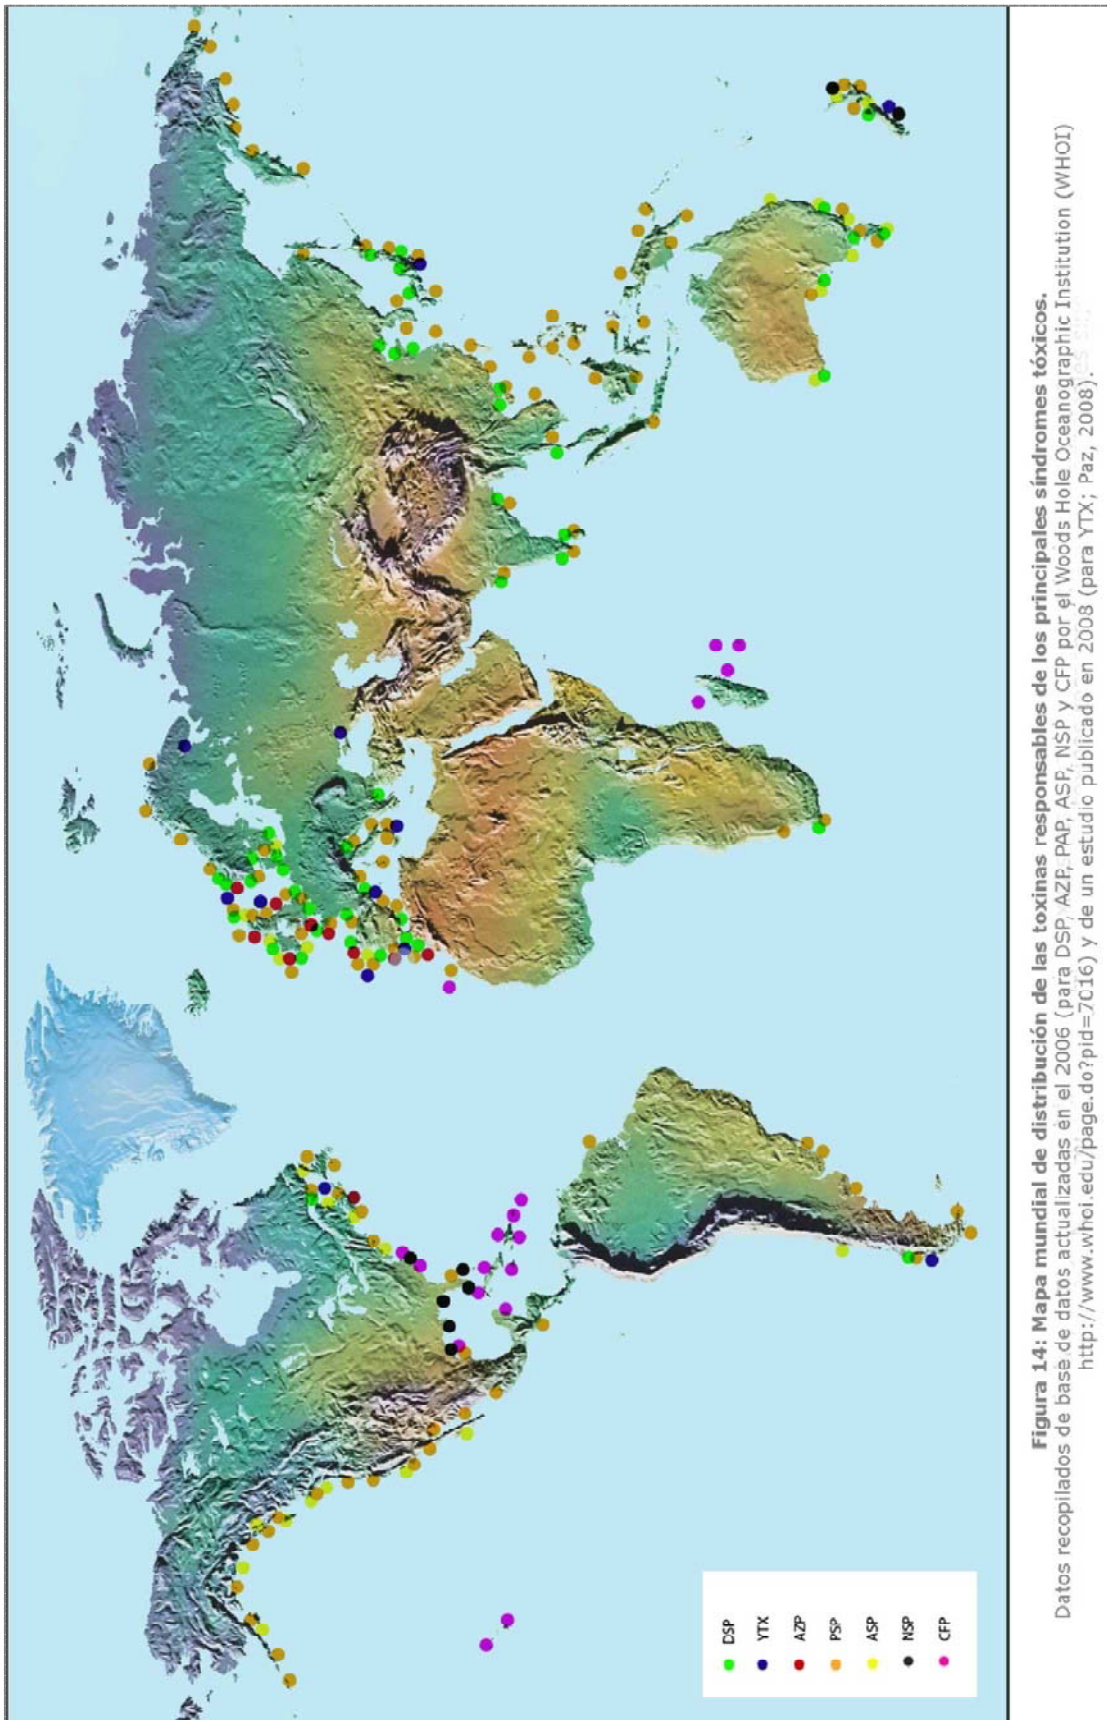 DSP
YTX
AZP
PSP
ASP
NSP
CFP
Figura 14: Mapa mundial de distribución de las toxinas responsables de los principales síndromes tóxicos.
Datos recopilados de base de datos actualizadas en el 2006 (para DSP, AZP, PAP, ASP, NSP y CFP por el Woods Hole Oceanographic Institution (WHOI)
http://www.whoi.edu/page.do?pid=7016) y de un estudio publicado en 2008 (para YTX; Paz, 2008).